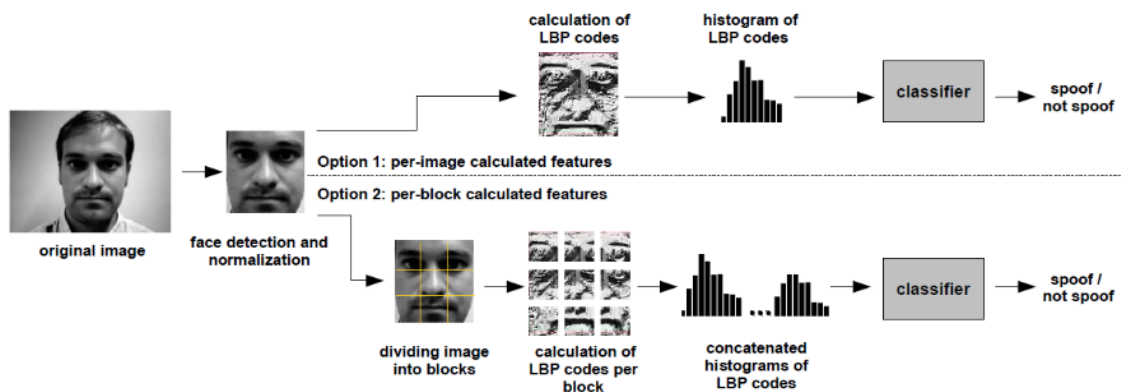 calculation of
LBP codes
histogram of
LBP codes
classifier
spoof /
not spoof
Option 1: per-image calculated features
Option 2: per-block calculated features
original image
face detection and
normalization
classifier
spoof /
not spoof
dividing image
into blocks
calculation of
LBP codes per
block
concatenated
histograms of
LBP codes